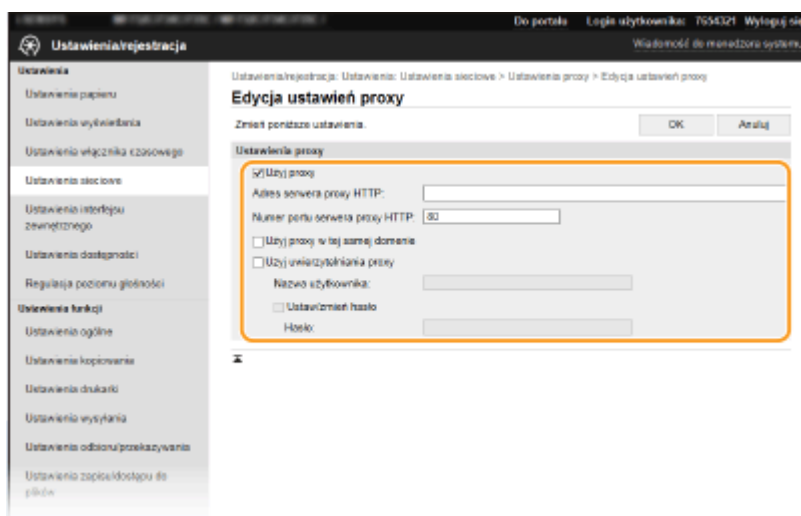 Do portalu Login użytkownika: 7654321 Wyloguj się
Ustawienia/rejestracja
Wiadomość do menedżera systemu
Ustawienia
Ustawienia papieru
Ustawienia wyświetlania
Ustawienia włącznika czasowego
Ustawienia sieciowe
Ustawienia interfejsu
zewnętrznego
Ustawienia dostępności
Regulacja poziomu głośności
Ustawienia funkcji
Ustawienia ogólne
Ustawienia kopiowania
Ustawienia drukarki
Ustawienia wysyłania
Ustawienia odbioru/przekazywania
Ustawienia zapisu/dostępu do
plików
Ustawienia/rejestracja: Ustawienia: Ustawienia sieciowe > Ustawienia proxy > Edycja ustawień proxy
Edycja ustawień proxy
Zmień poniższe ustawienia.
OK
Anuluj
Ustawienia proxy
Użyj proxy
Adres serwera proxy HTTP:
Numer portu serwera proxy HTTP: 80
Użyj proxy w tej samej domenie
Użyj uwierzytelniania proxy
Nazwa użytkownika:
Ustaw/zmień hasło
Hasło: